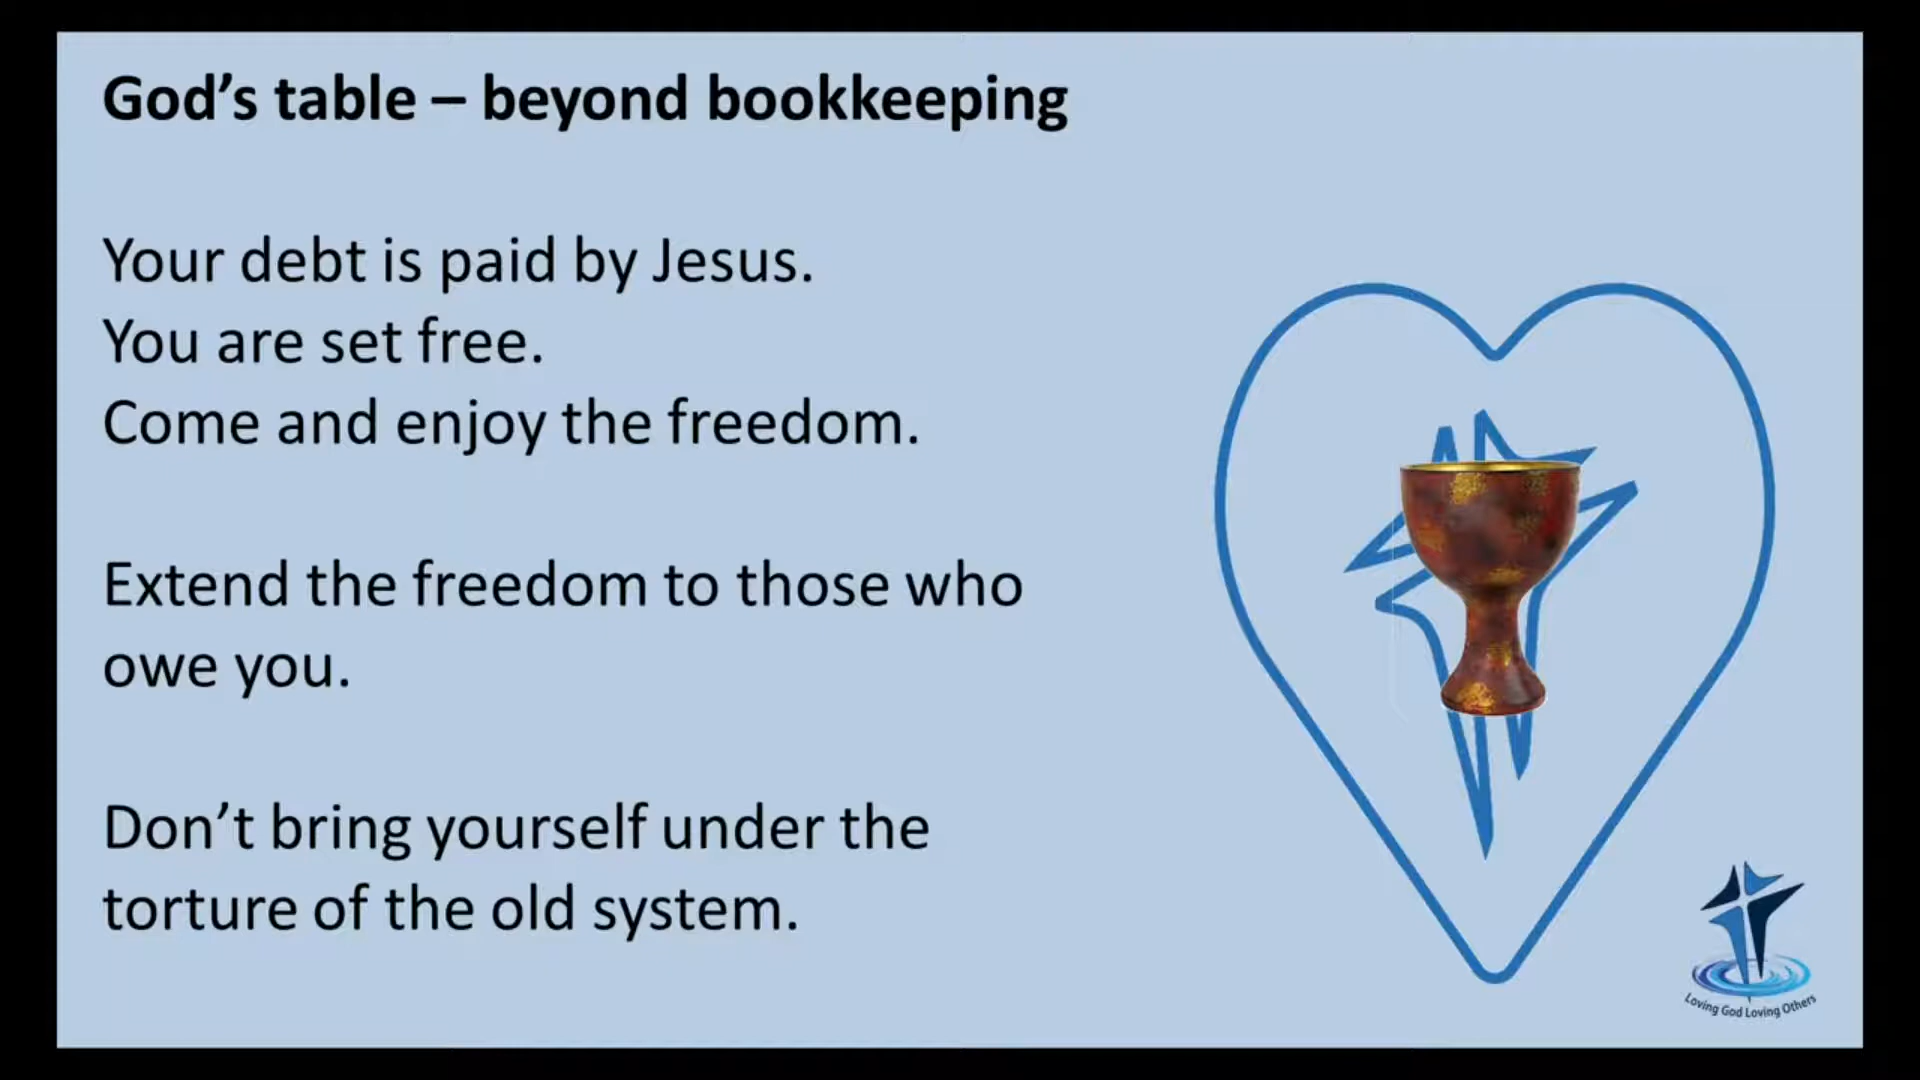 God’s table – beyond bookkeeping
Your debt is paid by Jesus.
You are set free.
Come and enjoy the freedom.
Extend the freedom to those who
owe you.
Don’t bring yourself under the
torture of the old system.
Loving God Loving Others